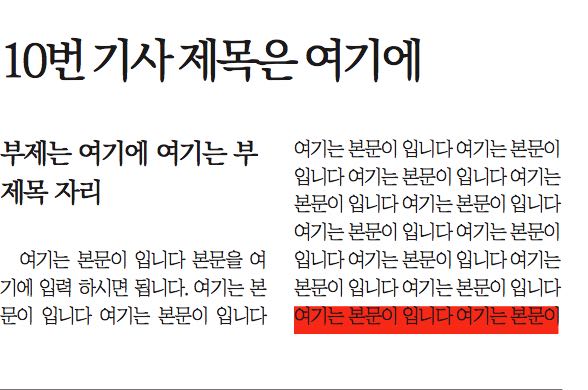 10번 기사 제목은 여기에
부제는 여기에 여기는 부
제목 자리
여기는 본문이 입니다 본문을 여
기에 입력 하시면 됩니다. 여기는 본
문이 입니다 여기는 본문이 입니다
여기는 본문이 입니다 여기는 본문이
입니다 여기는 본문이 입니다 여기는
본문이 입니다 여기는 본문이 입니다
여기는 본문이 입니다 여기는 본문이
입니다 여기는 본문이 입니다 여기는
본문이 입니다 여기는 본문이 입니다
여기는 본문이 입니다 여기는 본문이